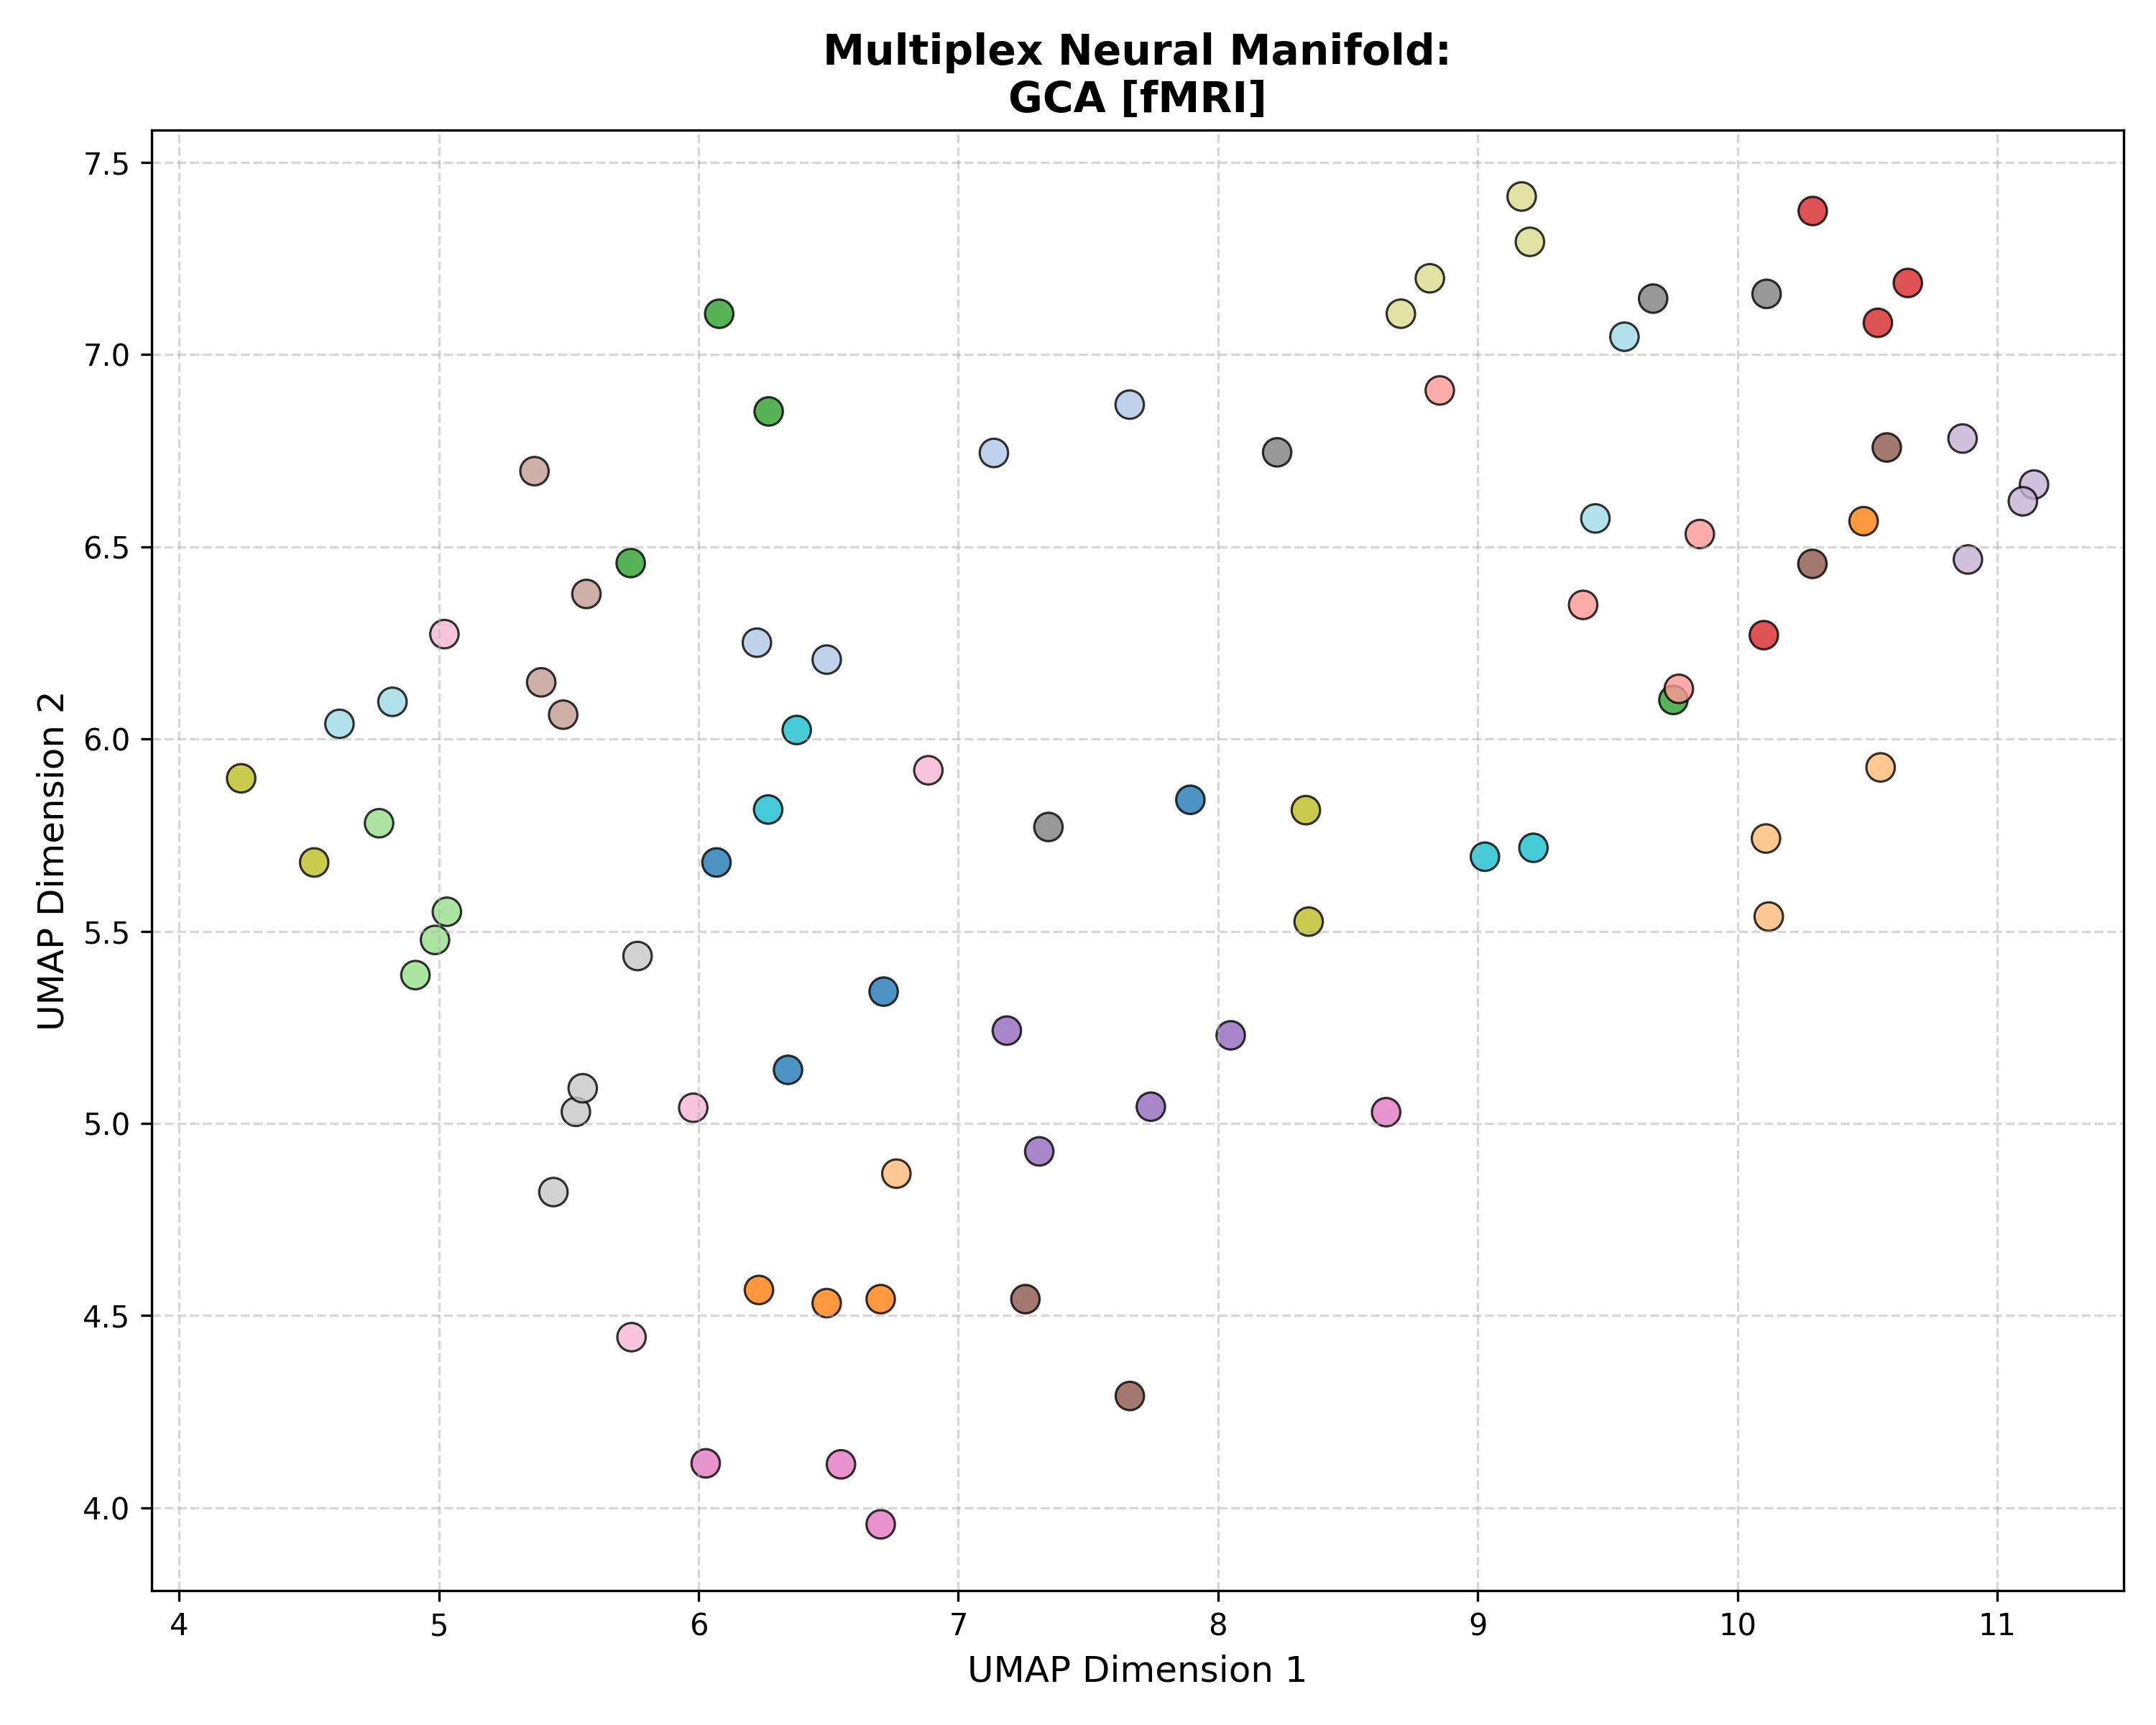 Multiplex Neural Manifold:
GCA [fMRI]
7.5
7.0
6.5
6.0
5.5
5.0
4.5
4.0
UMAP Dimension 2
4 5 6 7 8 9 10 11
UMAP Dimension 1